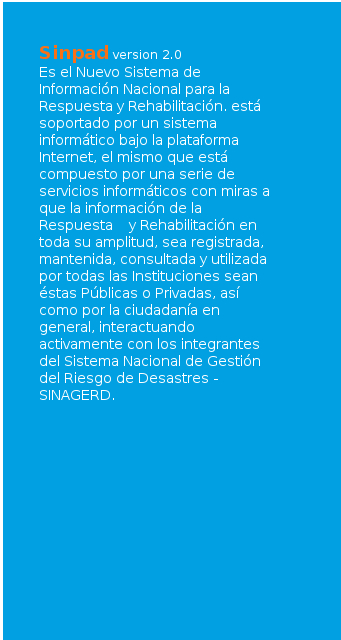 Sinpad version 2.0
Es el Nuevo Sistema de
Información Nacional para la
Respuesta y Rehabilitación. está
soportado por un sistema
informático bajo la plataforma
Internet, el mismo que está
compuesto por una serie de
servicios informáticos con miras a
que la información de la
Respuesta    y Rehabilitación en
toda su amplitud, sea registrada,
mantenida, consultada y utilizada
por todas las Instituciones sean
éstas Públicas o Privadas, así
como por la ciudadanía en
general, interactuando
activamente con los integrantes
del Sistema Nacional de Gestión
del Riesgo de Desastres -
SINAGERD.